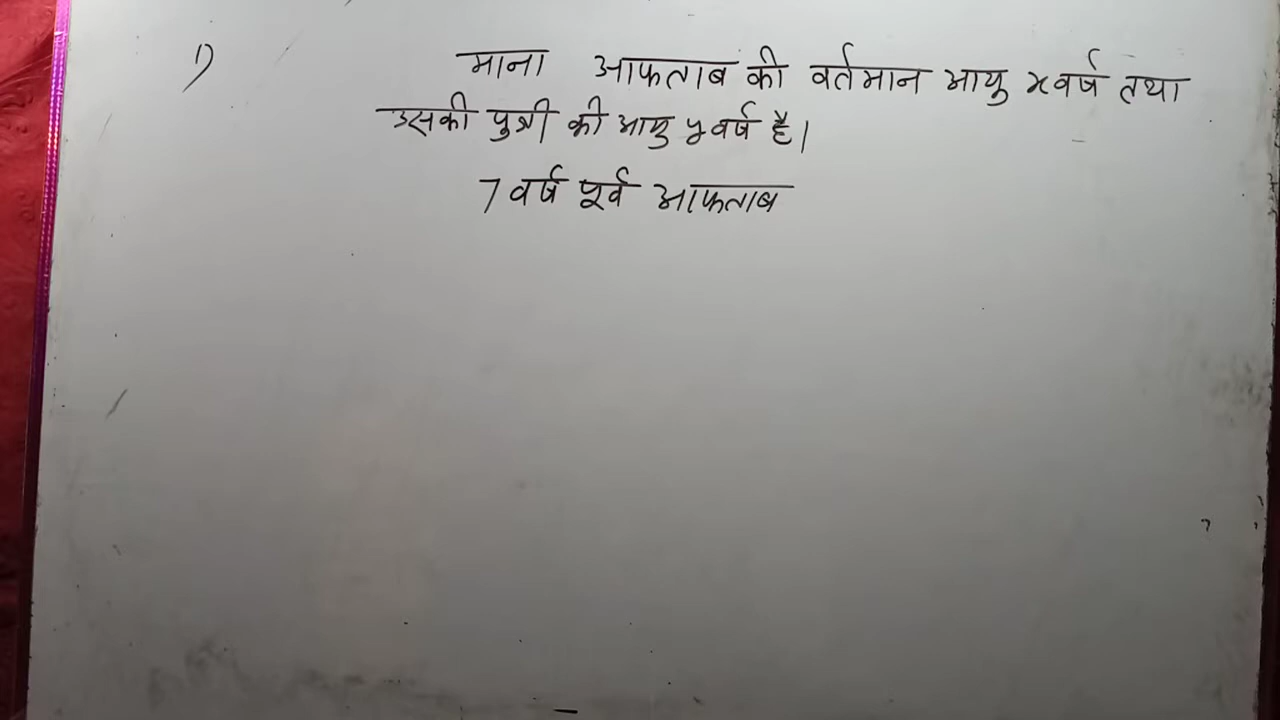 1) माना आफताब की वर्तमान आयु x वर्ष तथा
उसकी पुत्री की आयु y वर्ष है।
7 वर्ष पूर्व आफताब